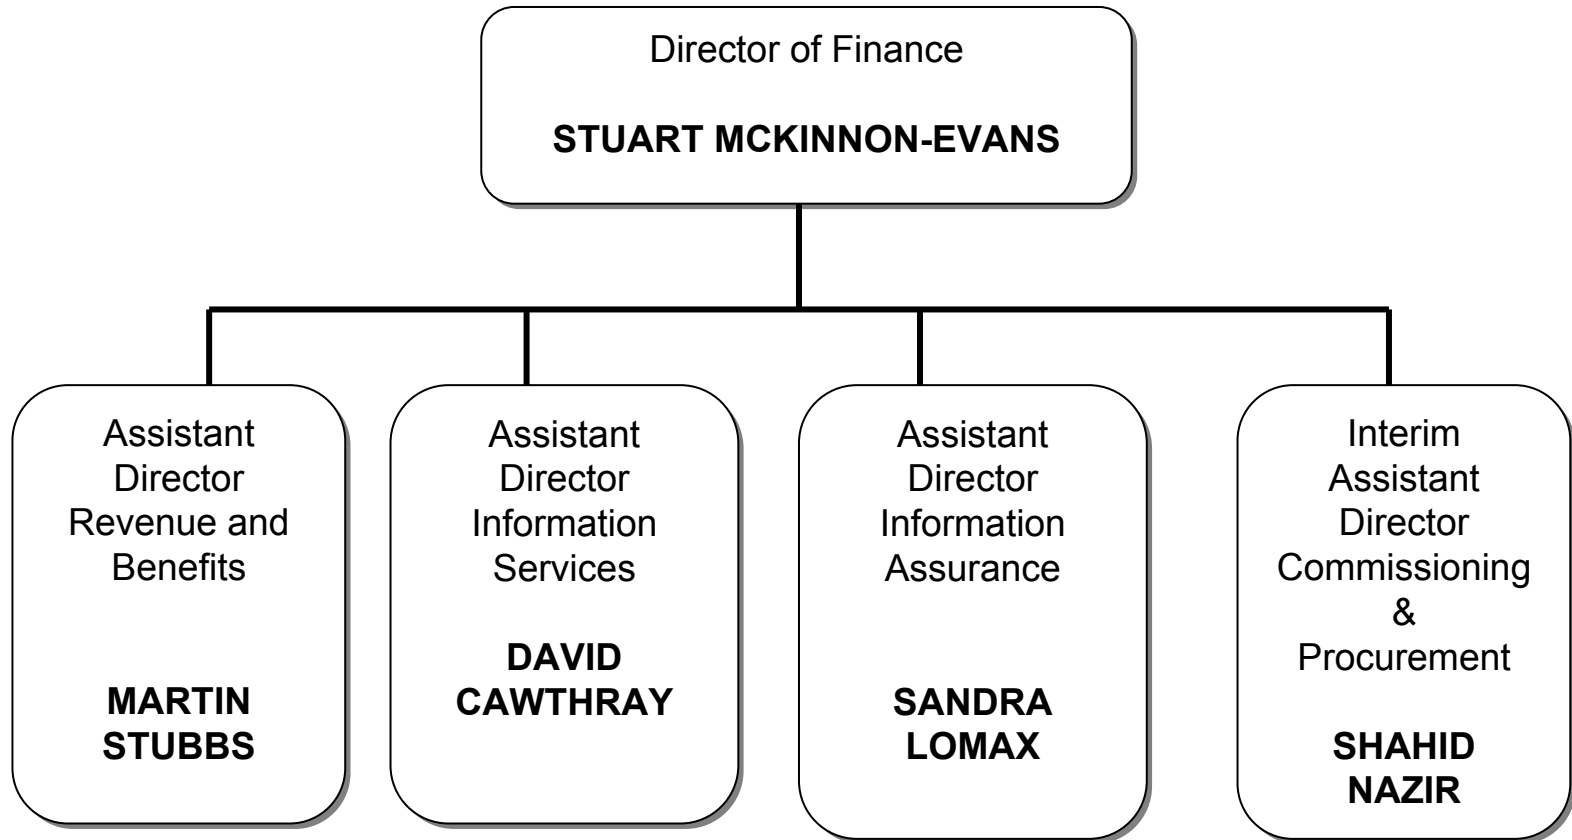 Director of Finance
STUART MCKINNON-EVANS
Assistant
Director
Revenue and
Benefits
MARTIN
STUBBS
Assistant
Director
Information
Services
DAVID
CAWTHRAY
Assistant
Director
Information
Assurance
SANDRA
LOMAX
Interim
Assistant
Director
Commissioning
&
Procurement
SHAHID
NAZIR